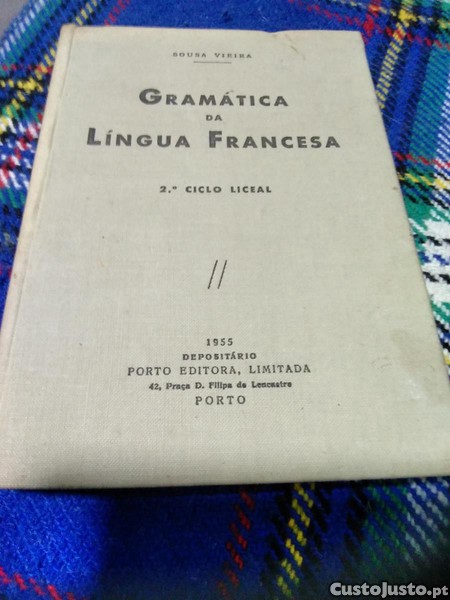 SOUSA VIEIRA
GRAMÁTICA
DA
LÍNGUA FRANCESA
2.º CICLO LICEAL
//
1955
DEPOSITÁRIO
PORTO EDITORA, LIMITADA
42, Praça D. Filipa de Lencastre
PORTO
CustoJusto.pt